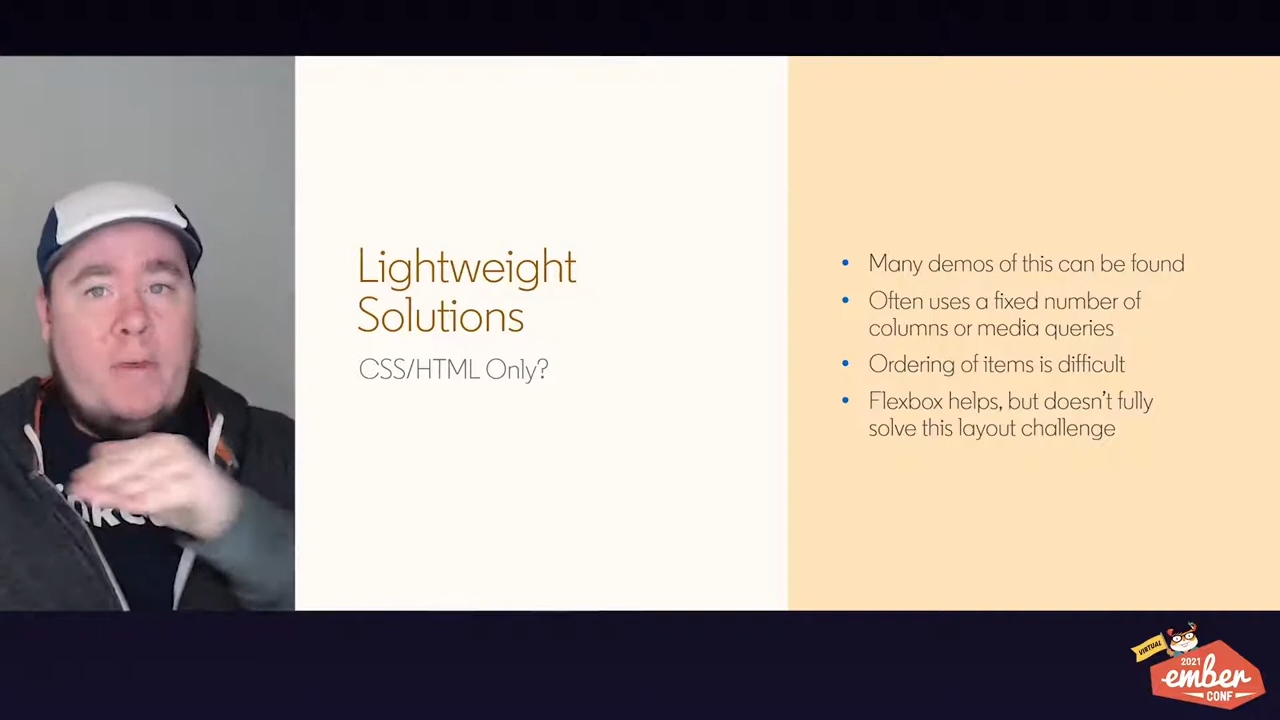 Lightweight
Solutions
CSS/HTML Only?
• Many demos of this can be found
• Often uses a fixed number of
columns or media queries
• Ordering of items is difficult
• Flexbox helps, but doesn't fully
solve this layout challenge
VIRTUAL
2021
ember
CONF